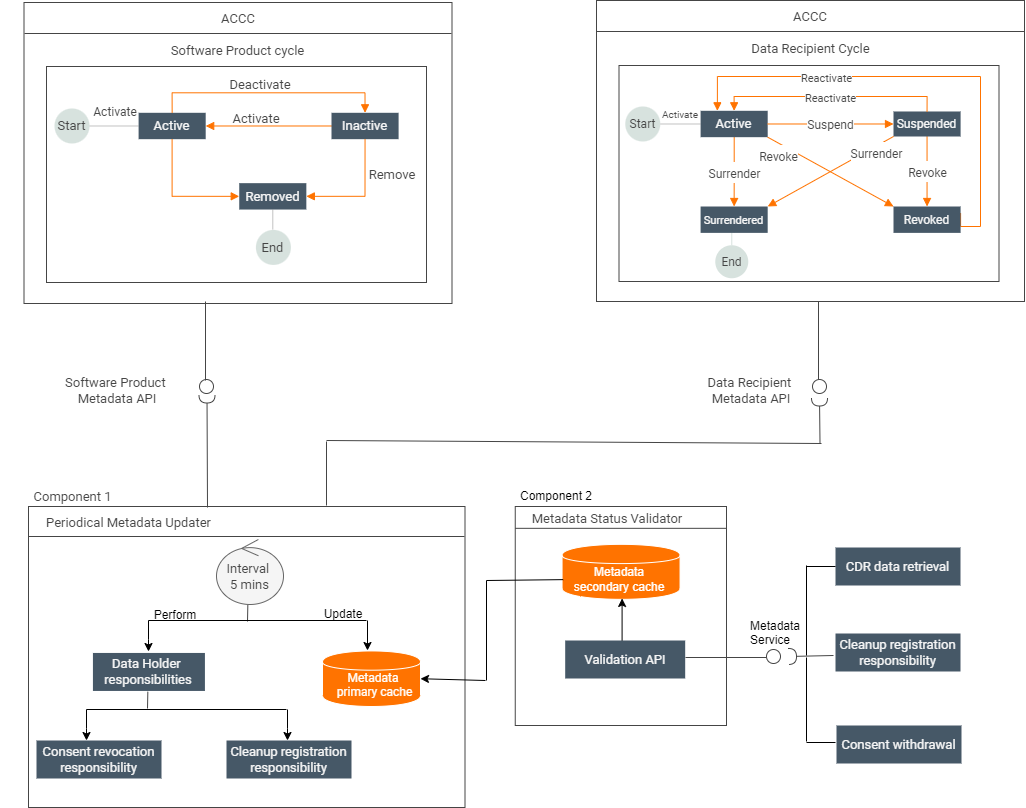 ACCC
Software Product cycle
Deactivate
Activate
Start
Active
Activate
Inactive
Remove
Removed
End
ACCC
Data Recipient Cycle
Reactivate
Reactivate
Activate
Start
Active
Suspend
Suspended
Revoke
Surrender
Surrender
Revoke
Surrendered
Revoked
End
Software Product
Metadata API
Data Recipient
Metadata API
Component 1
Periodical Metadata Updater
Interval
5 mins
Perform
Update
Data Holder
responsibilities
Metadata
primary cache
Consent revocation
responsibility
Cleanup registration
responsibility
Component 2
Metadata Status Validator
Metadata
secondary cache
Validation API
Metadata
Service
CDR data retrieval
Cleanup registration
responsibility
Consent withdrawal